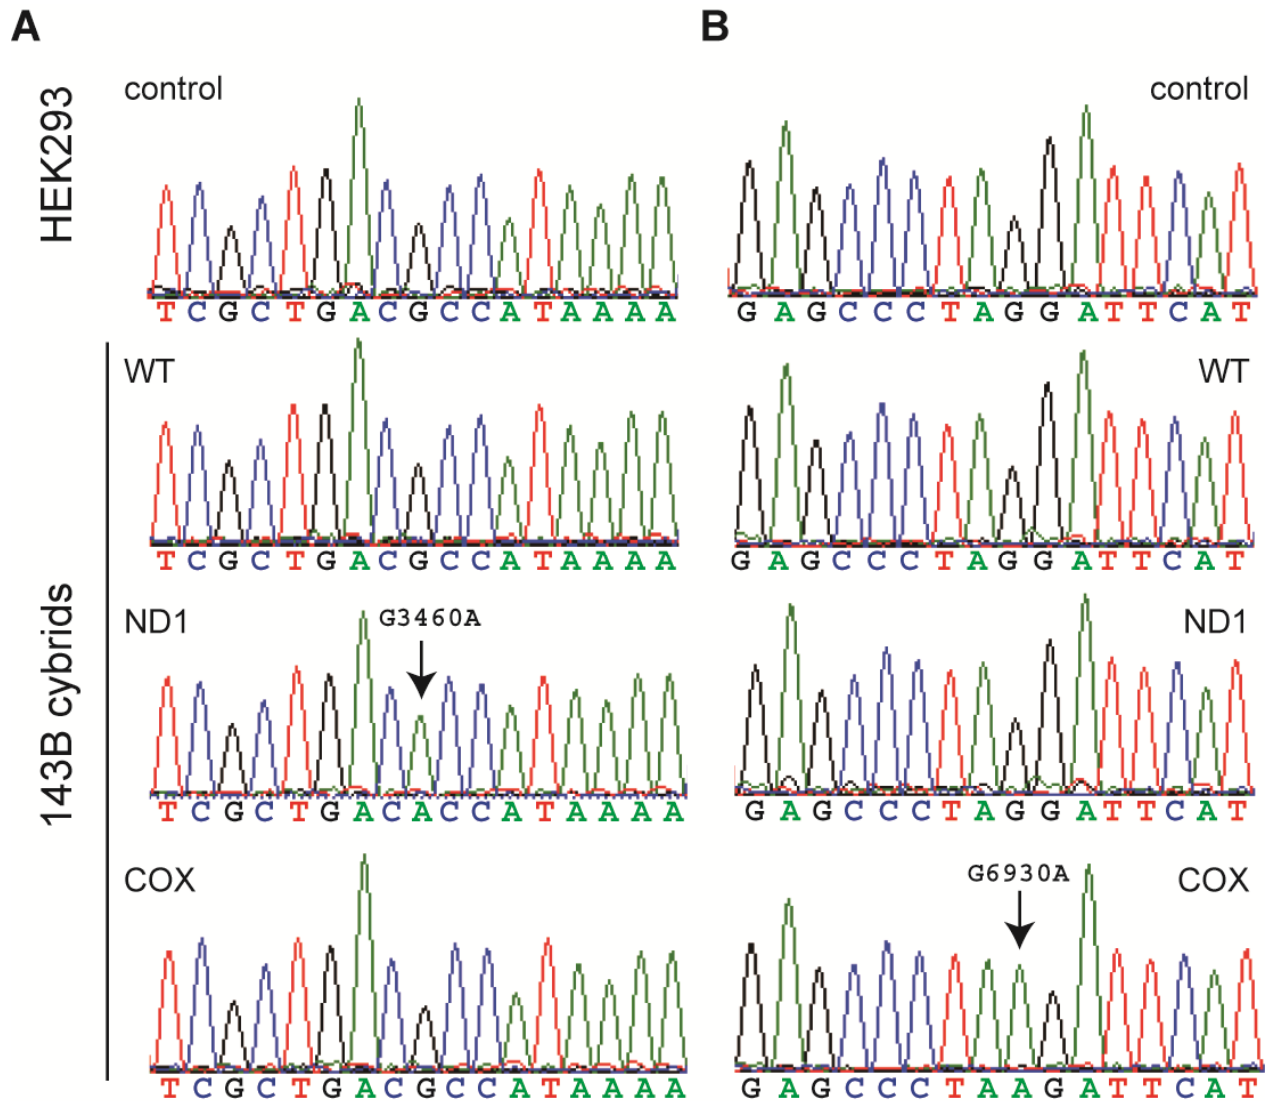 A
B
HEK293
control
control
T C G C T G A C G C C A T A A A A
G A G C C C T A G G A T T C A T
143B cybrids
WT
WT
T C G C T G A C G C C A T A A A A
G A G C C C T A G G A T T C A T
ND1
G3460A
ND1
T C G C T G A C A C C A T A A A A
G A G C C C T A G G A T T C A T
COX
G6930A
COX
T C G C T G A C G C C A T A A A A
G A G C C C T A A G A T T C A T